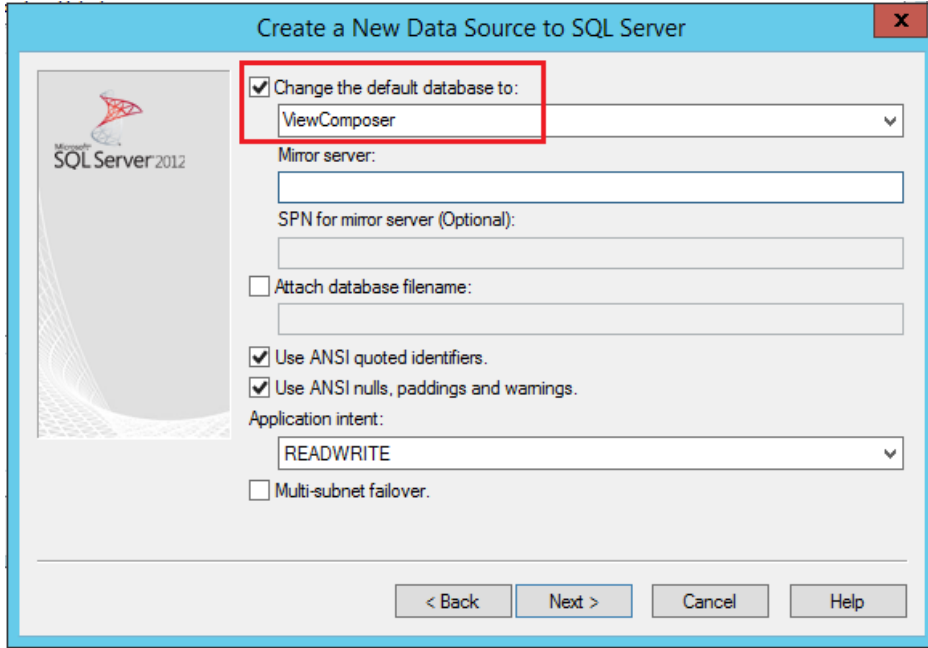 Create a New Data Source to SQL Server
x
Microsoft®
SQL Server 2012
Change the default database to:
ViewComposer
Mirror server:
SPN for mirror server (Optional):
Attach database filename:
Use ANSI quoted identifiers.
Use ANSI nulls, paddings and warnings.
Application intent:
READWRITE
Multi-subnet failover.
< Back
Next >
Cancel
Help